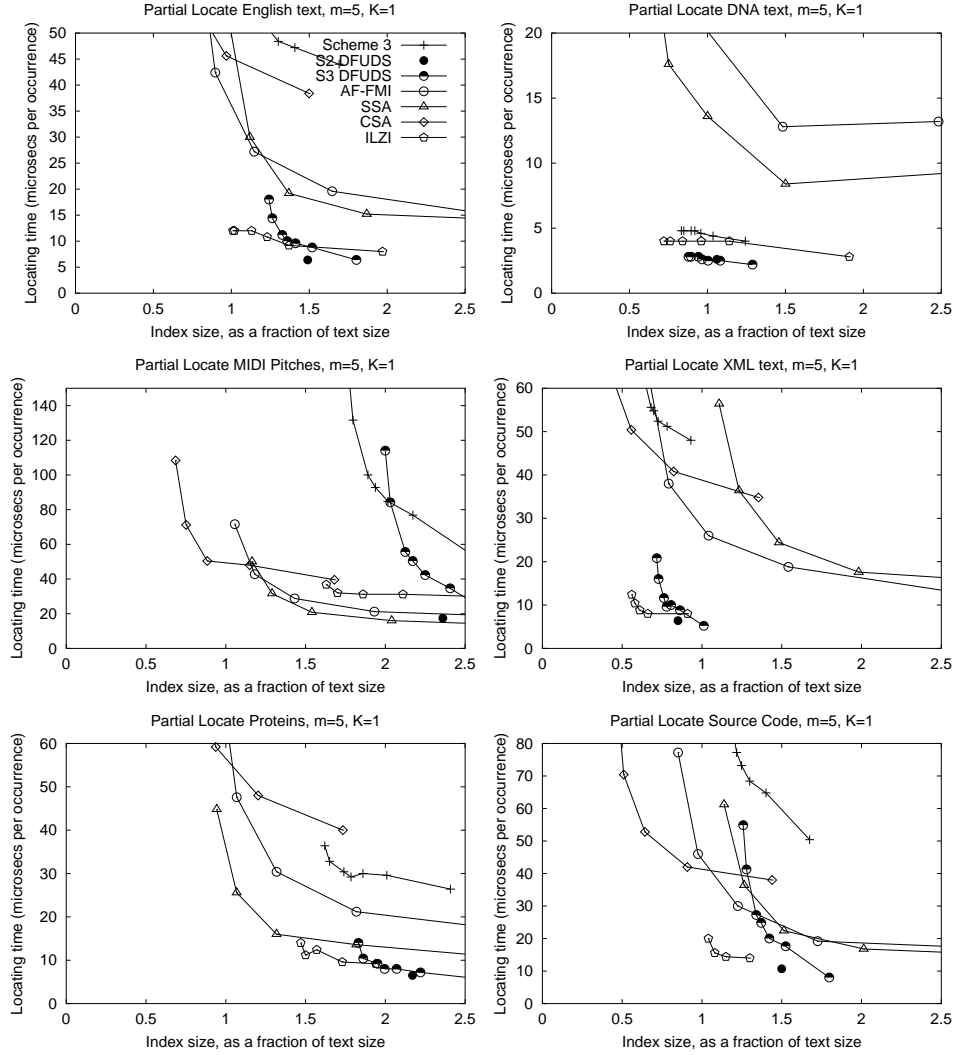 Partial Locate English text, m=5, K=1
Locating time (microsecs per occurrence)
50
45
40
35
30
25
20
15
10
5
0
Scheme 3
S2 DFUDS
S3 DFUDS
AF-FMI
SSA
CSA
ILZI
0 0.5 1 1.5 2 2.5
Index size, as a fraction of text size
Partial Locate DNA text, m=5, K=1
Locating time (microsecs per occurrence)
20
15
10
5
0
0 0.5 1 1.5 2 2.5
Index size, as a fraction of text size
Partial Locate MIDI Pitches, m=5, K=1
Locating time (microsecs per occurrence)
140
120
100
80
60
40
20
0
0 0.5 1 1.5 2 2.5
Index size, as a fraction of text size
Partial Locate XML text, m=5, K=1
Locating time (microsecs per occurrence)
60
50
40
30
20
10
0
0 0.5 1 1.5 2 2.5
Index size, as a fraction of text size
Partial Locate Proteins, m=5, K=1
Locating time (microsecs per occurrence)
60
50
40
30
20
10
0
0 0.5 1 1.5 2 2.5
Index size, as a fraction of text size
Partial Locate Source Code, m=5, K=1
Locating time (microsecs per occurrence)
80
70
60
50
40
30
20
10
0
0 0.5 1 1.5 2 2.5
Index size, as a fraction of text size